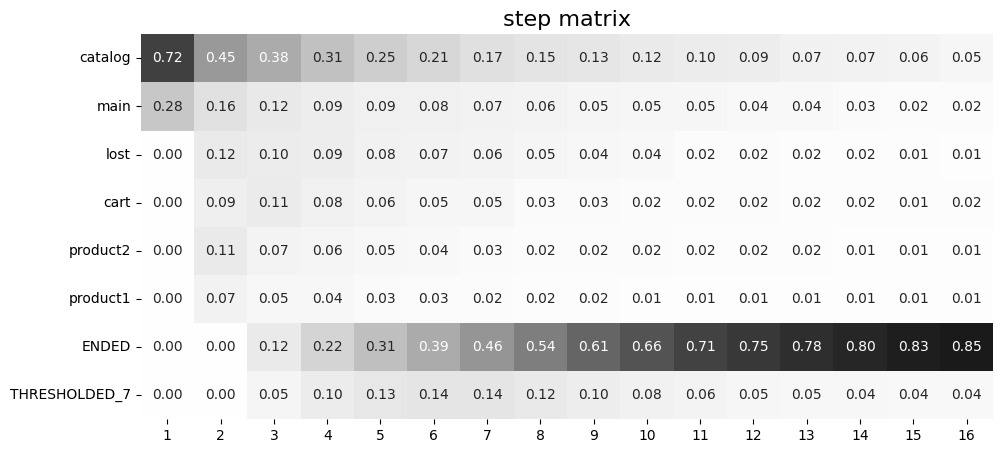 step matrix
catalog 0.72 0.45 0.38 0.31 0.25 0.21 0.17 0.15 0.13 0.12 0.10 0.09 0.07 0.07 0.06 0.05
main 0.28 0.16 0.12 0.09 0.09 0.08 0.07 0.06 0.05 0.05 0.05 0.04 0.04 0.03 0.02 0.02
lost 0.00 0.12 0.10 0.09 0.08 0.07 0.06 0.05 0.04 0.04 0.02 0.02 0.02 0.02 0.01 0.01
cart 0.00 0.09 0.11 0.08 0.06 0.05 0.05 0.03 0.03 0.02 0.02 0.02 0.02 0.02 0.01 0.02
product2 0.00 0.11 0.07 0.06 0.05 0.04 0.03 0.02 0.02 0.02 0.02 0.02 0.02 0.01 0.01 0.01
product1 0.00 0.07 0.05 0.04 0.03 0.03 0.02 0.02 0.02 0.01 0.01 0.01 0.01 0.01 0.01 0.01
ENDED 0.00 0.00 0.12 0.22 0.31 0.39 0.46 0.54 0.61 0.66 0.71 0.75 0.78 0.80 0.83 0.85
THRESHOLDED_7 0.00 0.00 0.05 0.10 0.13 0.14 0.14 0.12 0.10 0.08 0.06 0.05 0.05 0.04 0.04 0.04
1 2 3 4 5 6 7 8 9 10 11 12 13 14 15 16